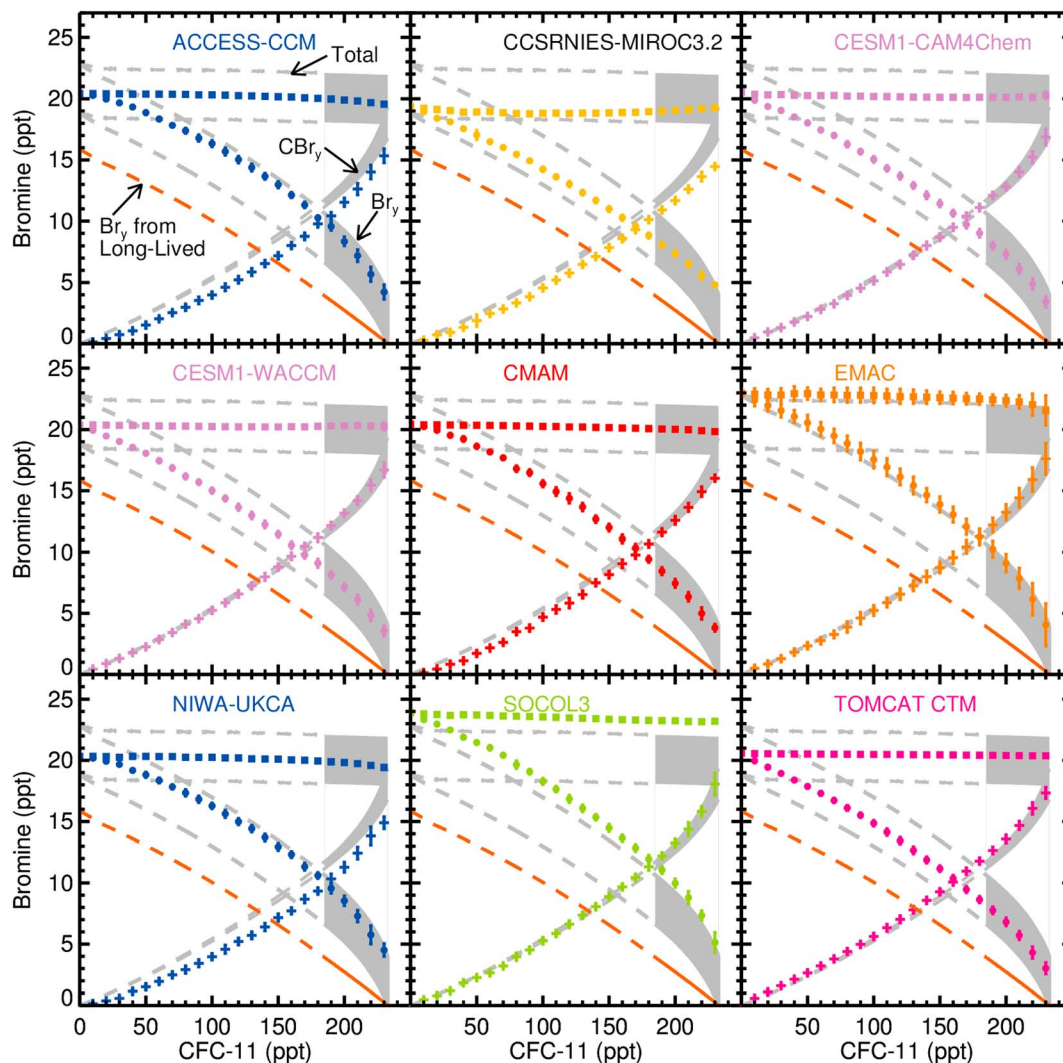 ACCESS-CCM
CCSRNIES-MIROC3.2
CESM1-CAM4Chem
Total
CBry
Bry
Bry from
Long-Lived
25
20
15
10
5
0
Bromine (ppt)
CESM1-WACCM
CMAM
EMAC
25
20
15
10
5
0
Bromine (ppt)
NIWA-UKCA
SOCOL3
TOMCAT CTM
25
20
15
10
5
0
Bromine (ppt)
0 50 100 150 200
50 100 150 200
50 100 150 200
CFC-11 (ppt)
CFC-11 (ppt)
CFC-11 (ppt)